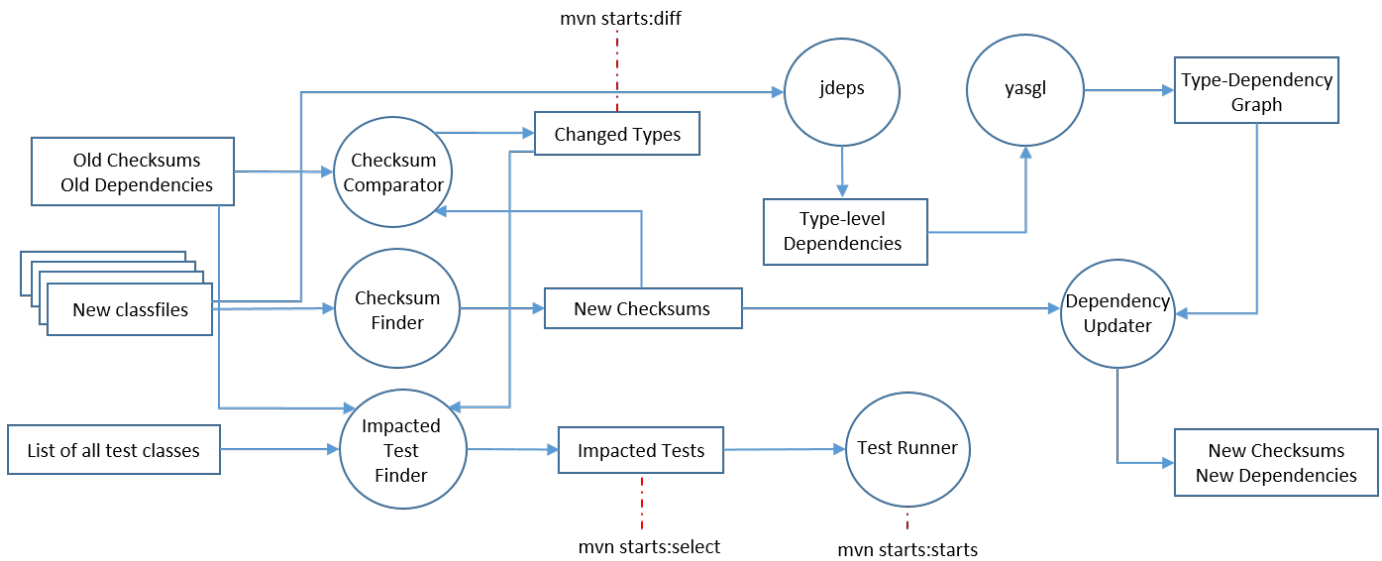 mvn starts:diff
jdeps
yasgl
Type-Dependency
Graph
Changed Types
Old Checksums
Old Dependencies
Checksum
Comparator
Type-level
Dependencies
New classfiles
Checksum
Finder
New Checksums
Dependency
Updater
List of all test classes
Impacted
Test
Finder
Impacted Tests
Test Runner
New Checksums
New Dependencies
mvn starts:select
mvn starts:starts